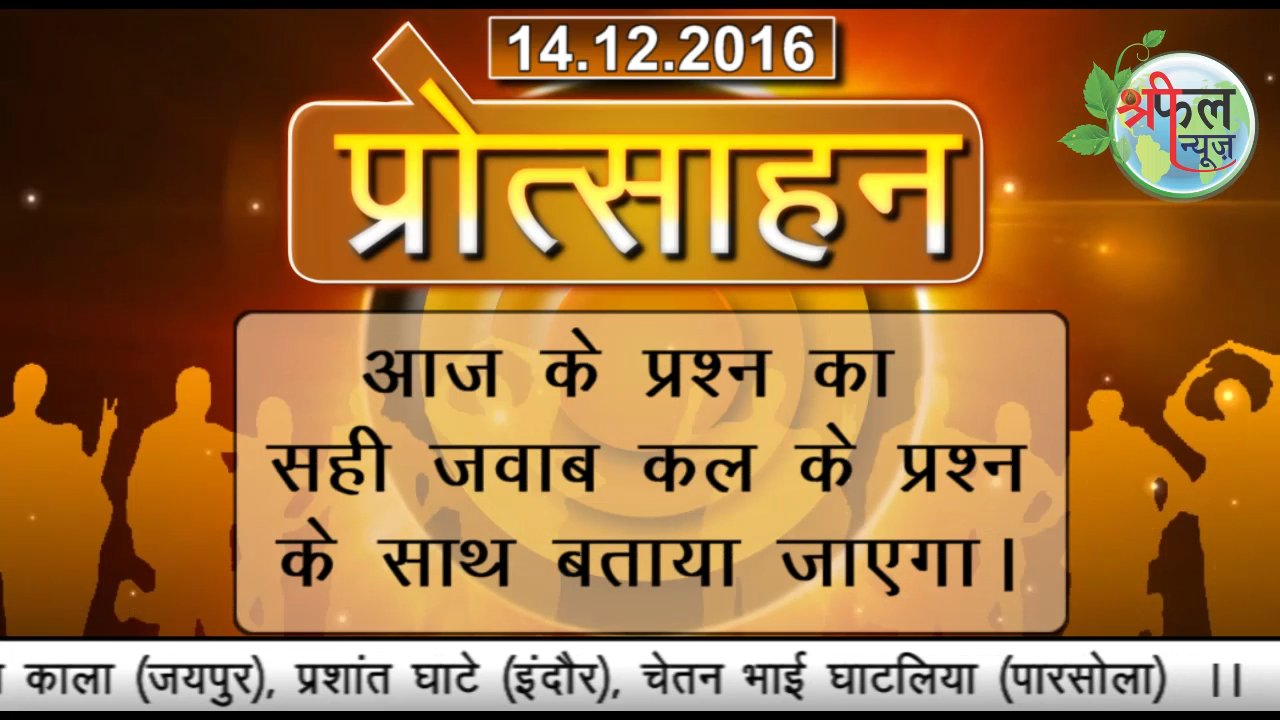 14.12.2016
श्रीफल
न्यूज़
प्रोत्साहन
आज के प्रश्न का
सही जवाब कल के प्रश्न
के साथ बताया जाएगा।
काला (जयपुर), प्रशांत घाटे (इंदौर), चेतन भाई घाटलिया (पारसोला) ।।